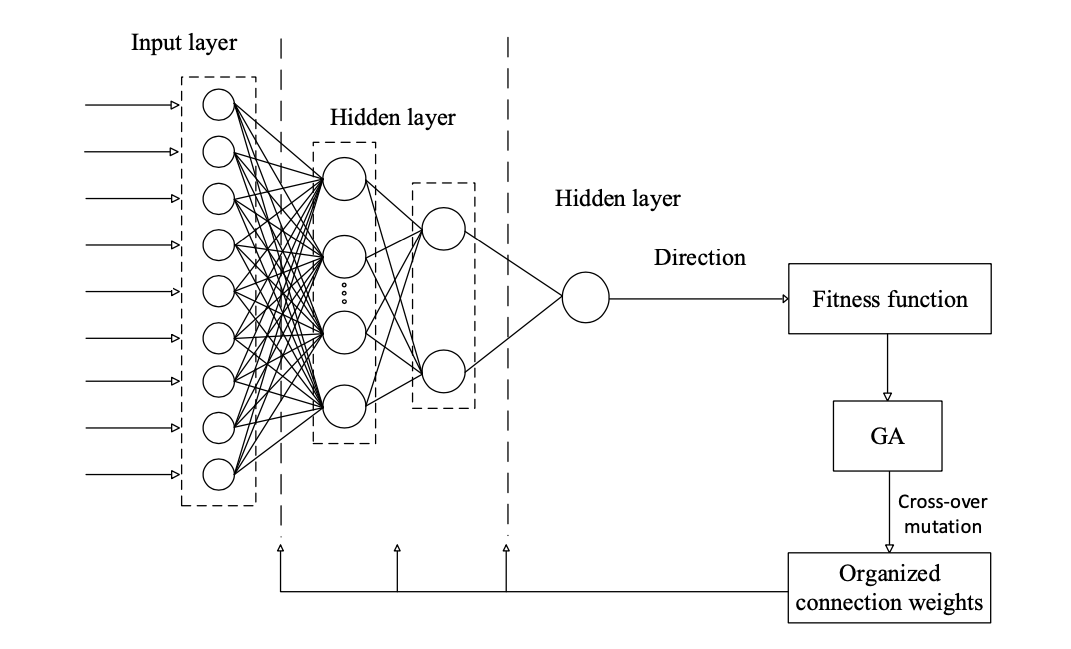 Input layer
Hidden layer
Hidden layer
Direction
Fitness function
GA
Cross-over
mutation
Organized
connection weights